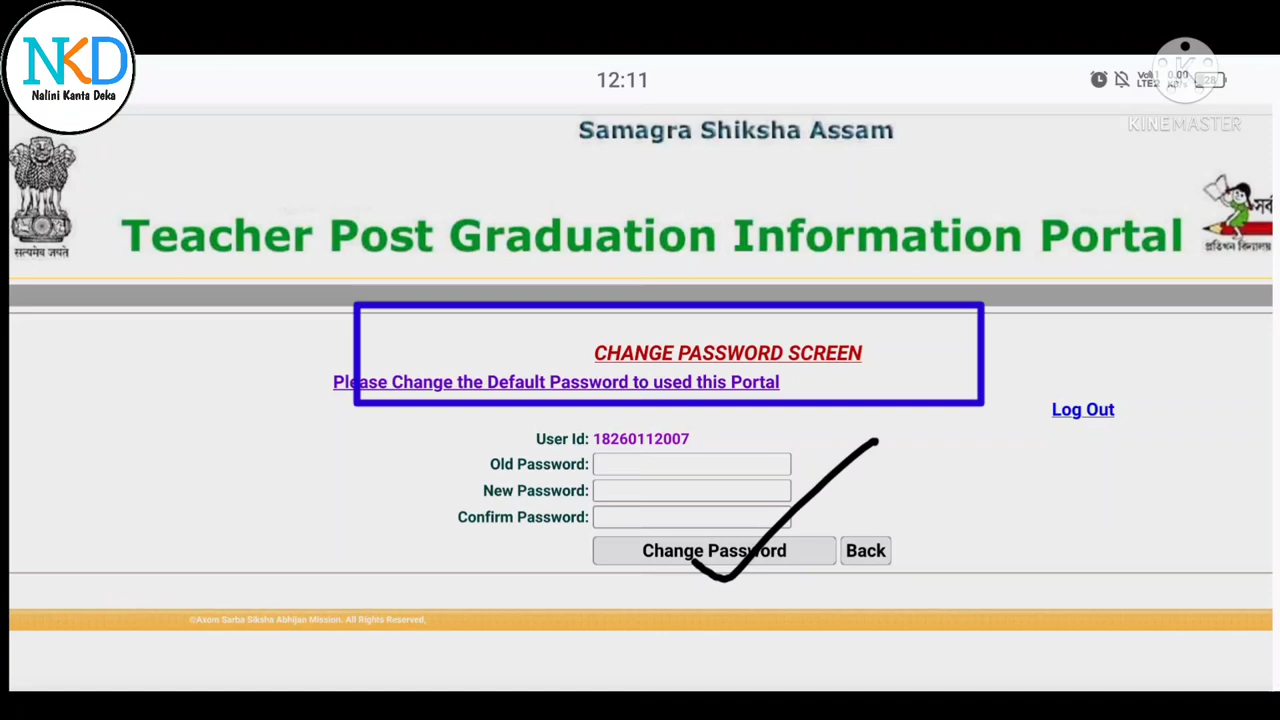 NKD
Nalini Kanta Deka
12:11
KINEMASTER
Samagra Shiksha Assam
Teacher Post Graduation Information Portal
सत्यमेव जयते
CHANGE PASSWORD SCREEN
Please Change the Default Password to used this Portal
Log Out
User Id: 18260112007
Old Password:
New Password:
Confirm Password:
Change Password
Back
©Axom Sarba Siksha Abhijan Mission. All Rights Reserved,